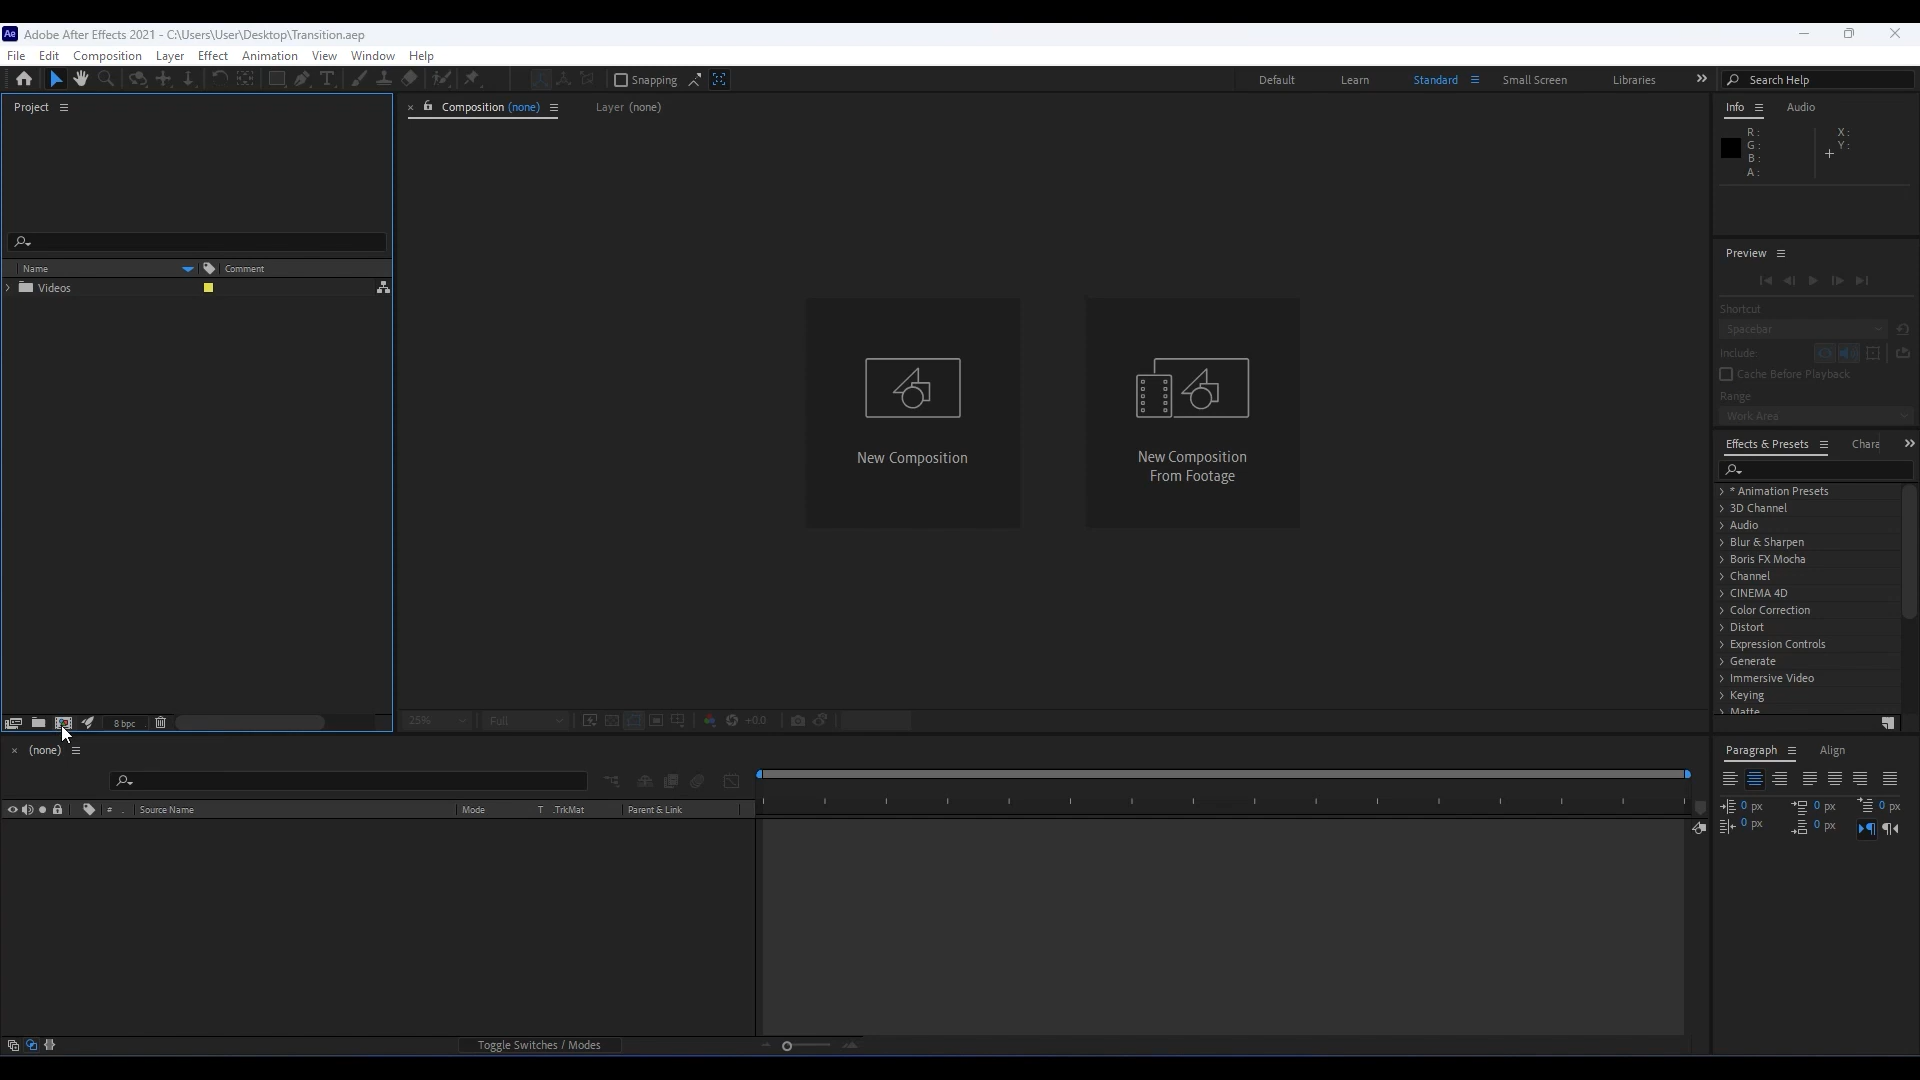 Ae Adobe After Effects 2021 - C:\Users\User\Desktop\Transition.aep
File Edit Composition Layer Effect Animation View Window Help
Snapping Default Learn Standard Small Screen Libraries Search Help
Project
Composition (none) Layer (none)
Info Audio
R:
G:
B:
A:
X:
Y:
Name Comment
Videos
New Composition
New Composition
From Footage
Preview
Shortcut
Spacebar
Include:
Cache Before Playback
Range
Work Area
Effects & Presets Chara
* Animation Presets
3D Channel
Audio
Blur & Sharpen
Boris FX Mocha
Channel
CINEMA 4D
Color Correction
Distort
Expression Controls
Generate
Immersive Video
Keying
Matte
8 bpc
25% Full +0.0
(none)
# . Source Name Mode T .TrkMat Parent & Link
Toggle Switches / Modes
Paragraph Align
0 px 0 px 0 px
0 px 0 px